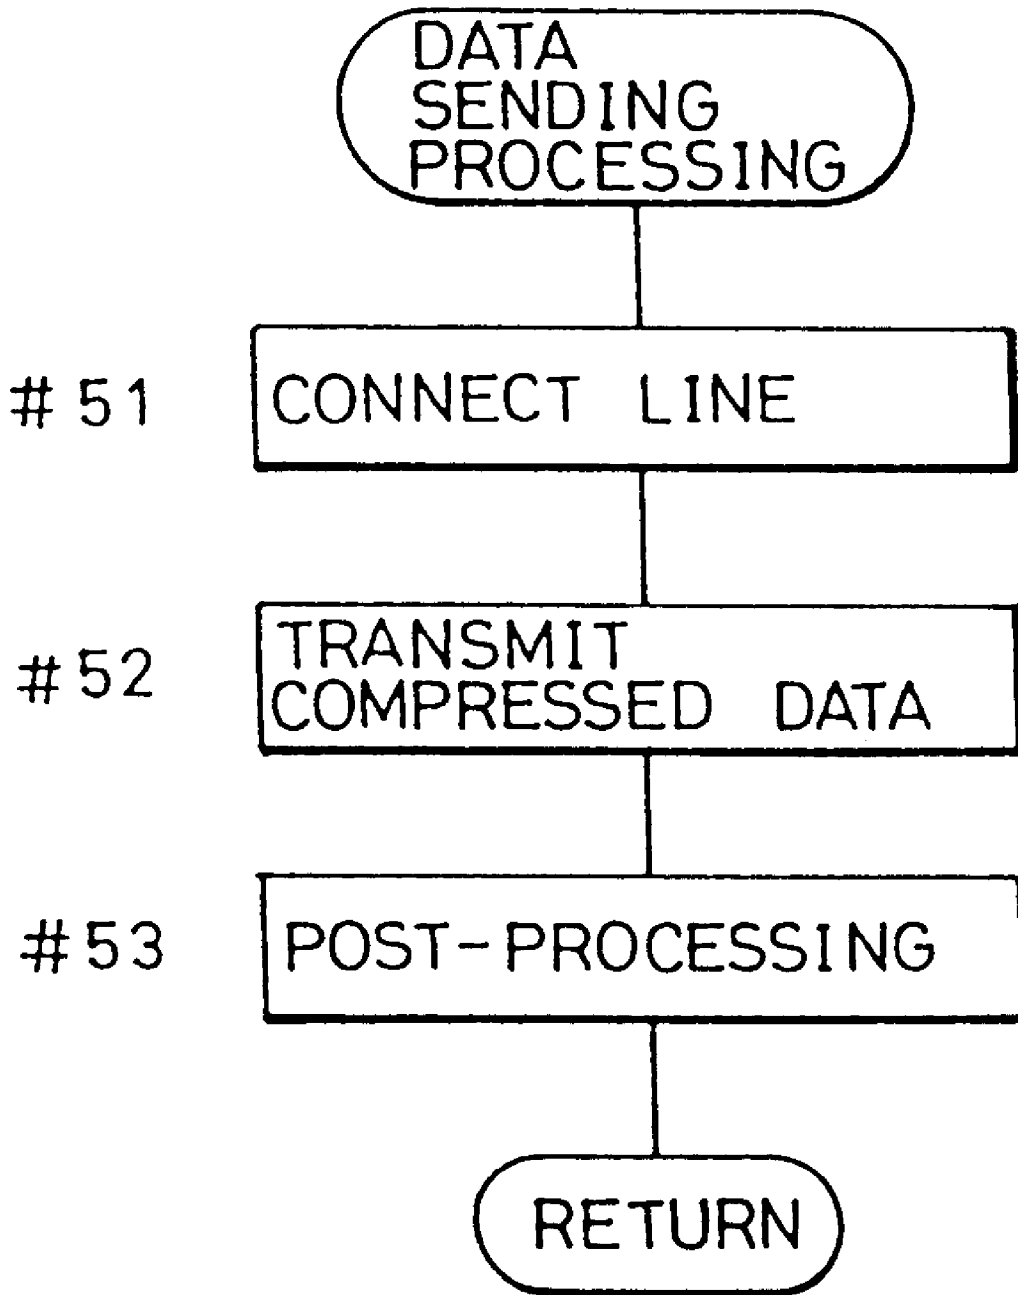 DATA
SENDING
PROCESSING
#51
CONNECT LINE
#52
TRANSMIT
COMPRESSED DATA
#53
POST-PROCESSING
RETURN